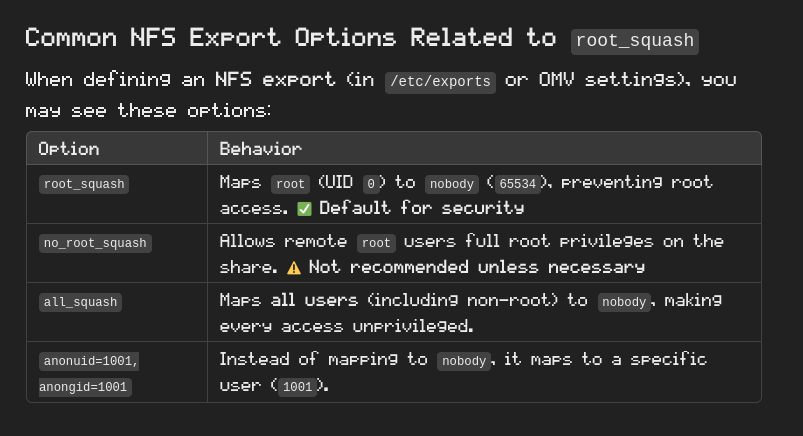 Common NFS Export Options Related to root_squash
When defining an NFS export (in /etc/exports or OMV settings), you
may see these options:
Option Behavior
root_squash Maps root (UID 0) to nobody (65534), preventing root
access. ✅ Default for security
no_root_squash Allows remote root users full root privileges on the
share. ⚠️ Not recommended unless necessary
all_squash Maps all users (including non-root) to nobody, making
every access unprivileged.
anonuid=1001, Instead of mapping to nobody, it maps to a specific
anongid=1001 user (1001).